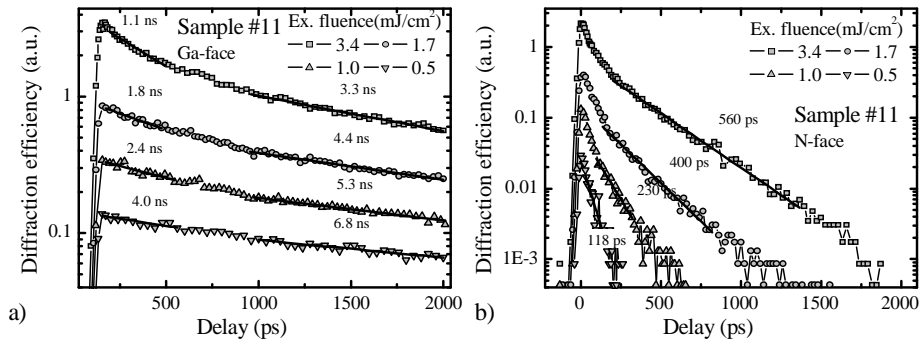 Sample #11
Ga-face
Ex. fluence(mJ/cm²)
3.4 1.7
1.0 0.5
1.1 ns
3.3 ns
1.8 ns
4.4 ns
2.4 ns
5.3 ns
4.0 ns
6.8 ns
Diffraction efficiency (a.u.)
1
0.1
500 1000 1500 2000
Delay (ps)
a)
Ex. fluence(mJ/cm²)
3.4 1.7
1.0 0.5
Sample #11
N-face
560 ps
400 ps
230 ps
118 ps
Diffraction efficiency (a.u.)
1
0.1
0.01
1E-3
0 500 1000 1500 2000
Delay (ps)
b)